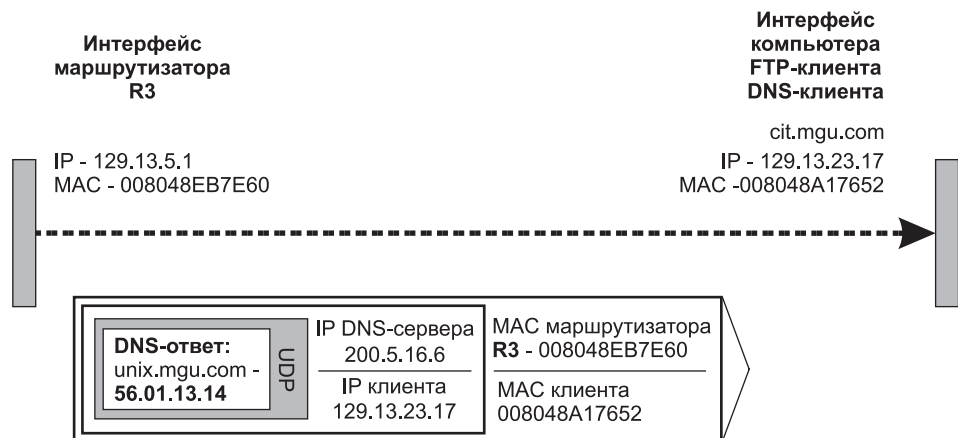 Интерфейс
маршрутизатора
R3
Интерфейс
компьютера
FTP-клиента
DNS-клиента
cit.mgu.com
IP - 129.13.5.1
MAC - 008048EB7E60
IP - 129.13.23.17
MAC -008048A17652
DNS-ответ:
unix.mgu.com -
56.01.13.14
UDP
IP DNS-сервера
200.5.16.6
IP клиента
129.13.23.17
MAC маршрутизатора
R3 - 008048EB7E60
MAC клиента
008048A17652